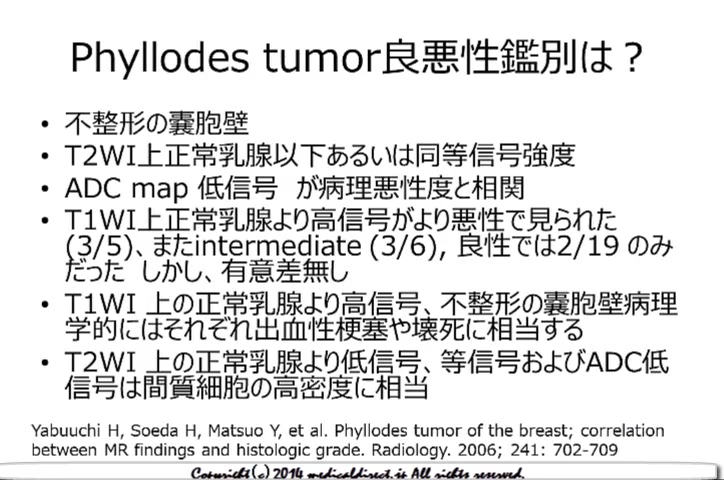 Phyllodes tumor良悪性鑑別は？
• 不整形の嚢胞壁
• T2WI上正常乳腺以下あるいは同等信号強度
• ADC map 低信号 が病理悪性度と相関
• T1WI上正常乳腺より高信号がより悪性で見られた
(3/5)、またintermediate (3/6), 良性では2/19 のみ
だった しかし、有意差無し
• T1WI 上の正常乳腺より高信号、不整形の嚢胞壁病理
学的にはそれぞれ出血性梗塞や壊死に相当する
• T2WI 上の正常乳腺より低信号、等信号およびADC低
信号は間質細胞の高密度に相当
Yabuuchi H, Soeda H, Matsuo Y, et al. Phyllodes tumor of the breast; correlation
between MR findings and histologic grade. Radiology. 2006; 241: 702-709
Copyright(c) 2014 medicaldirect.jp All rights reserved.